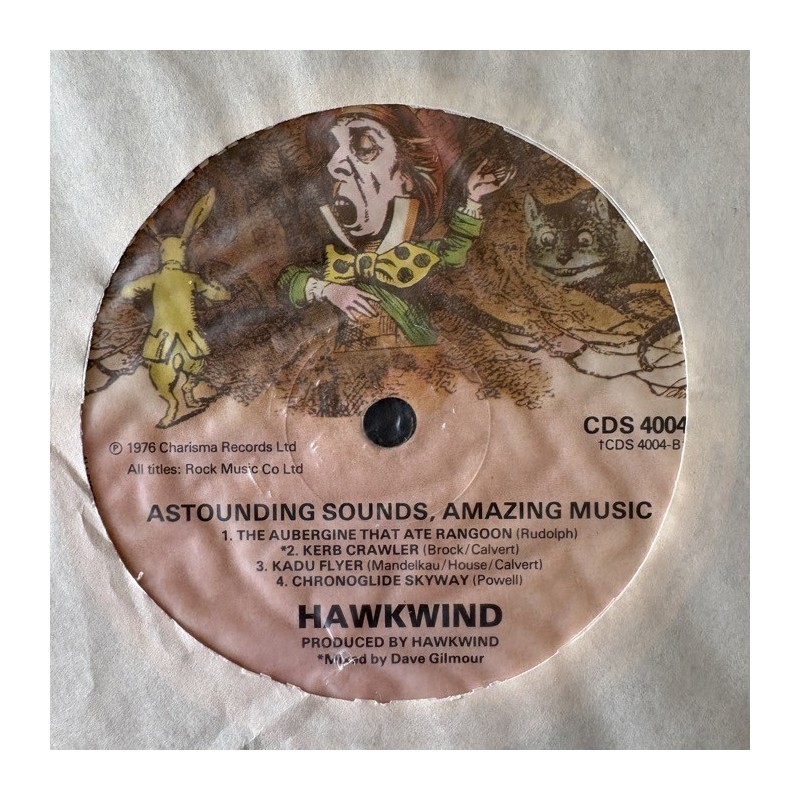 CDS 4004
†CDS 4004-B
℗ 1976 Charisma Records Ltd
All titles: Rock Music Co Ltd
ASTOUNDING SOUNDS, AMAZING MUSIC
1. THE AUBERGINE THAT ATE RANGOON (Rudolph)
*2. KERB CRAWLER (Brock/Calvert)
3. KADU FLYER (Mandelkau/House/Calvert)
4. CHRONOGLIDE SKYWAY (Powell)
HAWKWIND
PRODUCED BY HAWKWIND
*Mixed by Dave Gilmour